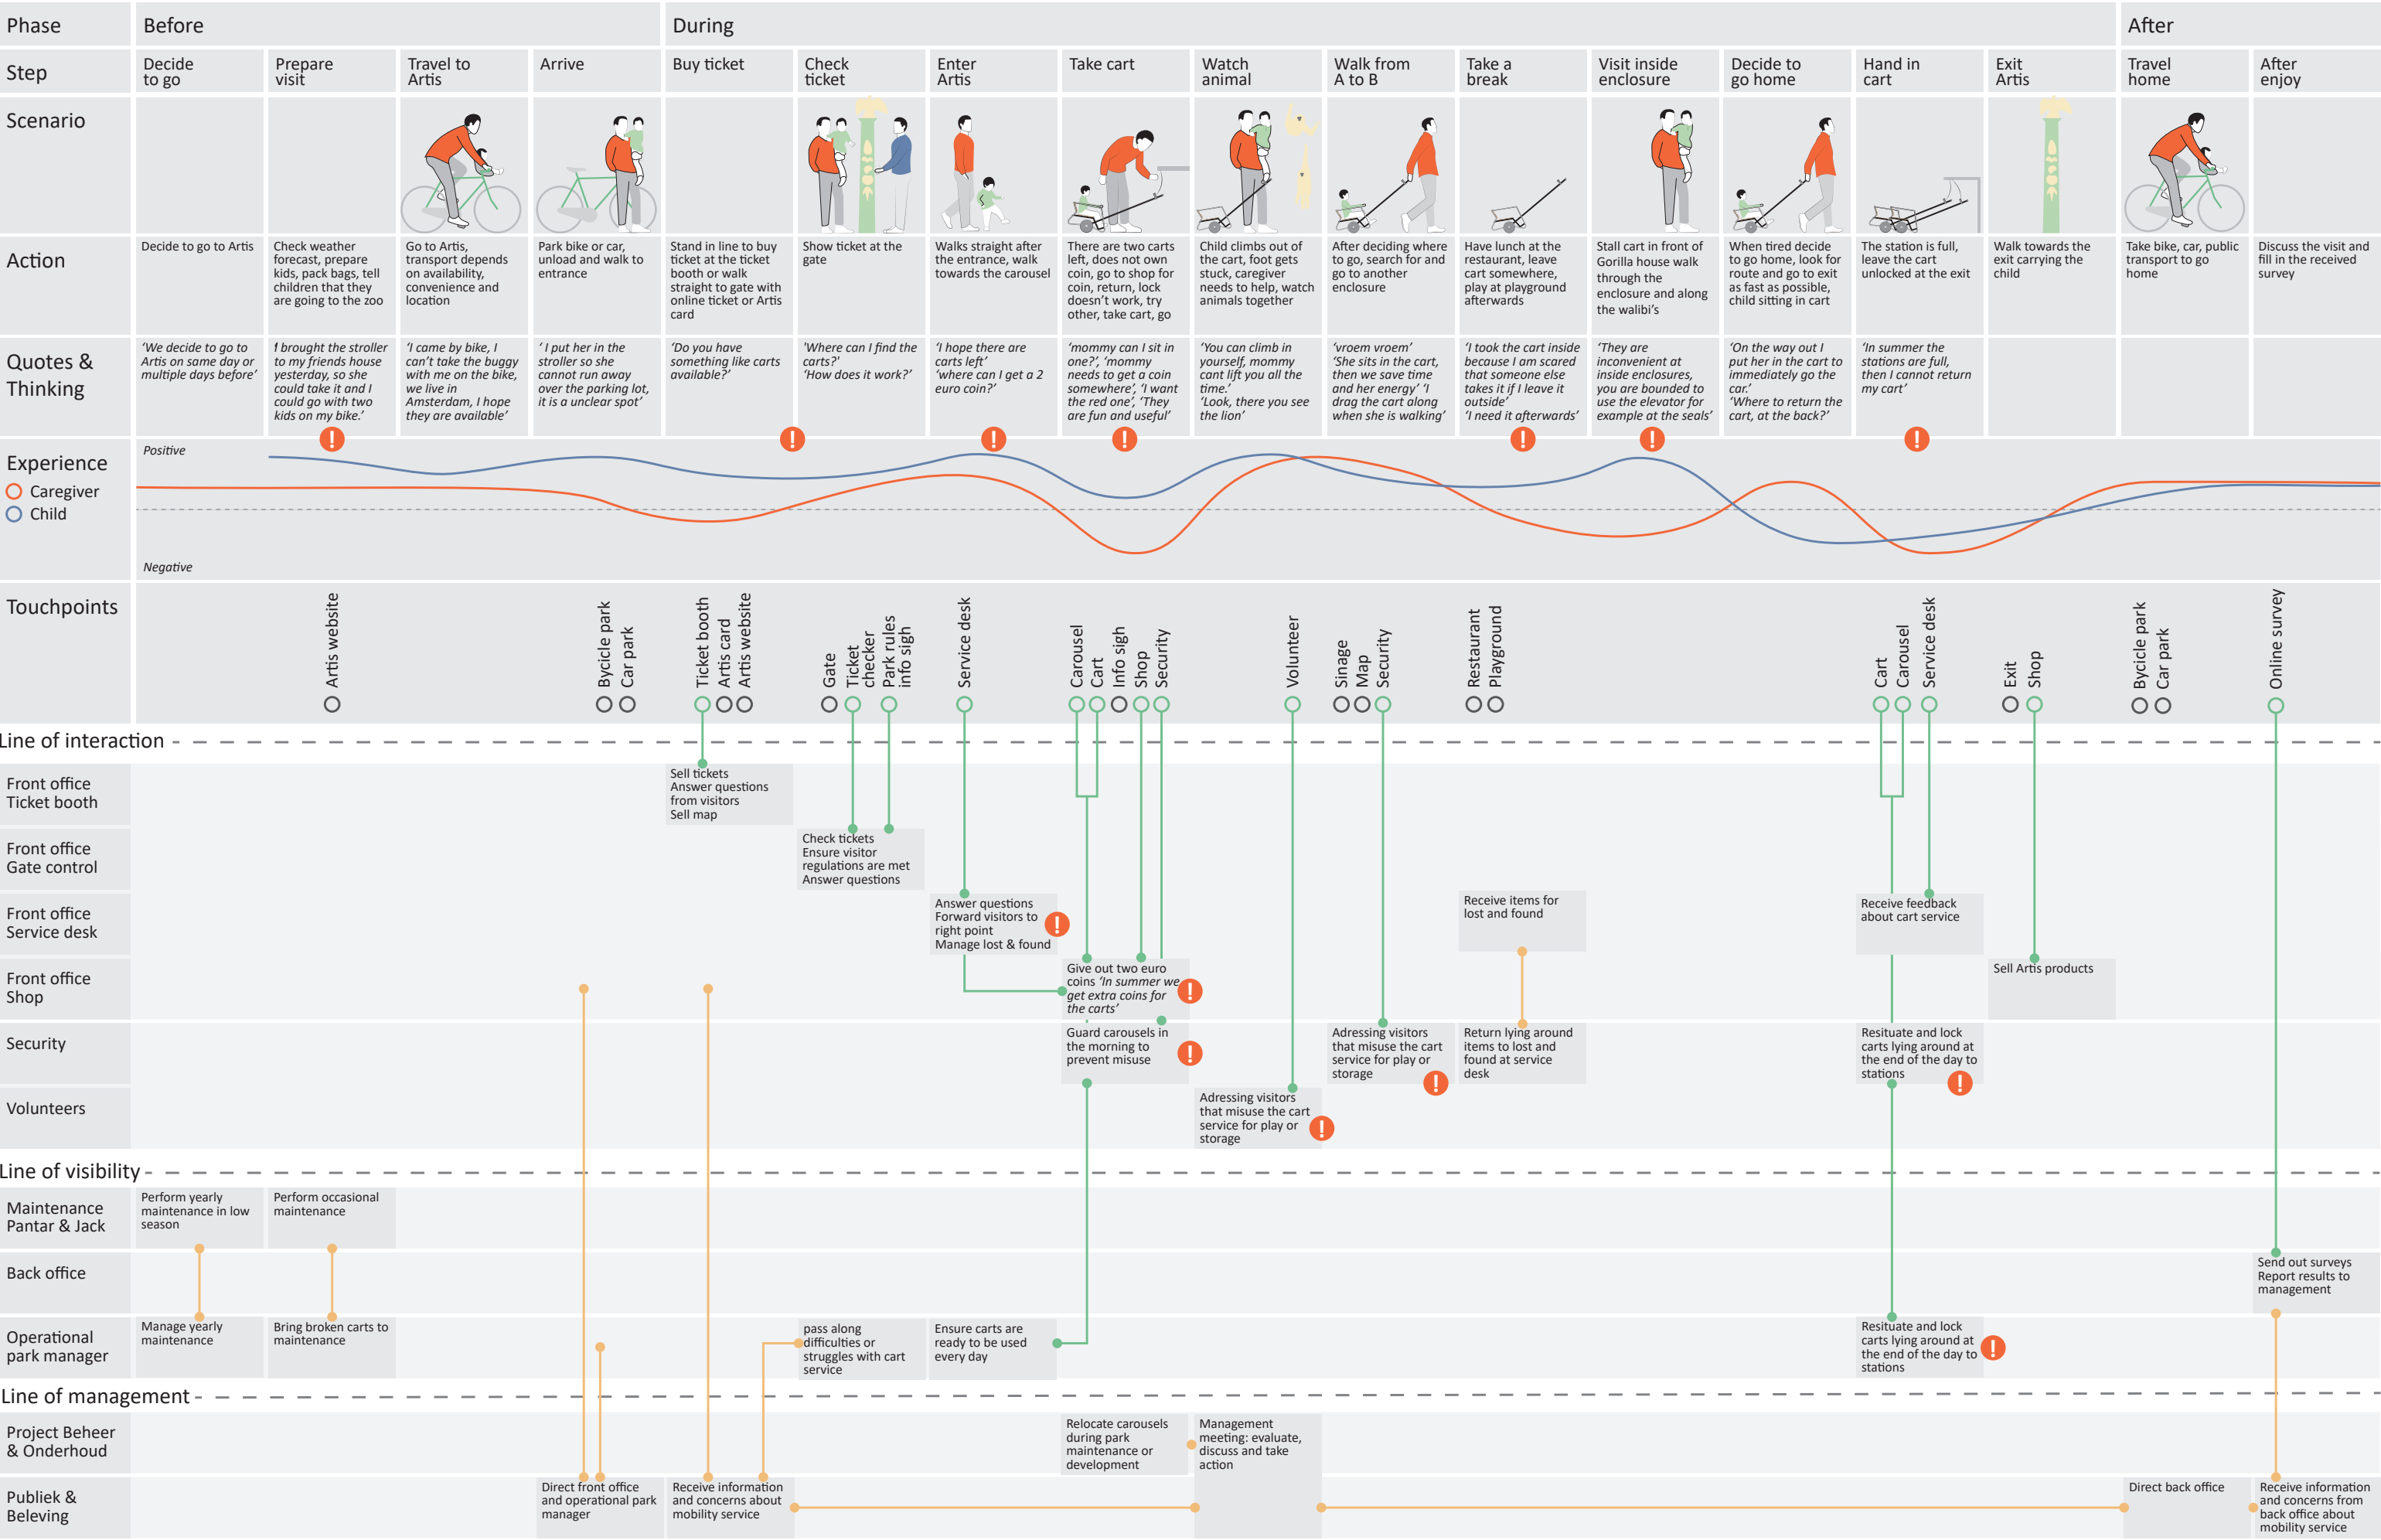 Phase
Before
During
After
Step
Decide
to go
Prepare
visit
Travel to
Artis
Arrive
Buy ticket
Check
ticket
Enter
Artis
Take cart
Watch
animal
Walk from
A to B
Take a
break
Visit inside
enclosure
Decide to
go home
Hand in
cart
Exit
Artis
Travel
home
After
enjoy
Scenario
Action
Decide to go to Artis
Check weather
forecast, prepare
kids, pack bags, tell
children that they
are going to the zoo
Go to Artis,
transport depends
on availability,
convenience and
location
Park bike or car,
unload and walk to
entrance
Stand in line to buy
ticket at the ticket
booth or walk
straight to gate with
online ticket or Artis
card
Show ticket at the
gate
Walks straight after
the entrance, walk
towards the carousel
There are two carts
left, does not own
coin, go to shop for
coin, return, lock
doesn't work, try
other, take cart, go
Child climbs out of
the cart, foot gets
stuck, caregiver
needs to help, watch
animals together
After deciding where
to go, search for and
go to another
enclosure
Have lunch at the
restaurant, leave
cart somewhere,
play at playground
afterwards
Stall cart in front of
Gorilla house walk
through the
enclosure and along
the walibi's
When tired decide
to go home, look for
route and go to exit
as fast as possible,
child sitting in cart
The station is full,
leave the cart
unlocked at the exit
Walk towards the
exit carrying the
child
Take bike, car, public
transport to go
home
Discuss the visit and
fill in the received
survey
Quotes &
Thinking
'We decide to go to
Artis on same day or
multiple days before'
I brought the stroller
to my friends house
yesterday, so she
could take it and I
could go with two
kids on my bike.'
'I came by bike, I
can't take the buggy
with me on the bike,
we live in
Amsterdam, I hope
they are available'
' I put her in the
stroller so she
cannot run away
over the parking lot,
it is a unclear spot'
'Do you have
something like carts
available?'
'Where can I find the
carts?'
'How does it work?'
'I hope there are
carts left'
'where can I get a 2
euro coin?'
'mommy can I sit in
one?', 'mommy
needs to get a coin
somewhere', 'I want
the red one', 'They
are fun and useful'
'You can climb in
yourself, mommy
cant lift you all the
time.'
'Look, there you see
the lion'
'vroem vroem'
'She sits in the cart,
then we save time
and her energy' 'I
drag the cart along
when she is walking'
'I took the cart inside
because I am scared
that someone else
takes it if I leave it
outside'
'I need it afterwards'
'They are
inconvenient at
inside enclosures,
you are bounded to
use the elevator for
example at the seals'
'On the way out I
put her in the cart to
immediately go the
car.'
'Where to return the
cart, at the back?'
'In summer the
stations are full,
then I cannot return
my cart'
! ! ! ! ! ! !
Experience
Caregiver
Child
Positive
Negative
Touchpoints
Artis website
Bycicle park
Car park
Ticket booth
Artis card
Artis website
Gate
Ticket
checker
Park rules
info sigh
Service desk
Carousel
Cart
Info sigh
Shop
Security
Volunteer
Sinage
Map
Security
Restaurant
Playground
Cart
Carousel
Service desk
Exit
Shop
Bycicle park
Car park
Online survey
Line of interaction
Front office
Ticket booth
Sell tickets
Answer questions
from visitors
Sell map
Front office
Gate control
Check tickets
Ensure visitor
regulations are met
Answer questions
Front office
Service desk
Answer questions
Forward visitors to
right point
Manage lost & found
!
Receive items for
lost and found
Receive feedback
about cart service
Front office
Shop
Give out two euro
coins 'In summer we
get extra coins for
the carts'
!
Sell Artis products
Security
Guard carousels in
the morning to
prevent misuse
!
Adressing visitors
that misuse the cart
service for play or
storage
!
Return lying around
items to lost and
found at service
desk
Resituate and lock
carts lying around at
the end of the day to
stations
!
Volunteers
Adressing visitors
that misuse the cart
service for play or
storage
!
Line of visibility
Maintenance
Pantar & Jack
Perform yearly
maintenance in low
season
Perform occasional
maintenance
Back office
Send out surveys
Report results to
management
Operational
park manager
Manage yearly
maintenance
Bring broken carts to
maintenance
pass along
difficulties or
struggles with cart
service
Ensure carts are
ready to be used
every day
Resituate and lock
carts lying around at
the end of the day to
stations
!
Line of management
Project Beheer
& Onderhoud
Relocate carousels
during park
maintenance or
development
Management
meeting: evaluate,
discuss and take
action
Publiek &
Beleving
Direct front office
and operational park
manager
Receive information
and concerns about
mobility service
Direct back office
Receive information
and concerns from
back office about
mobility service